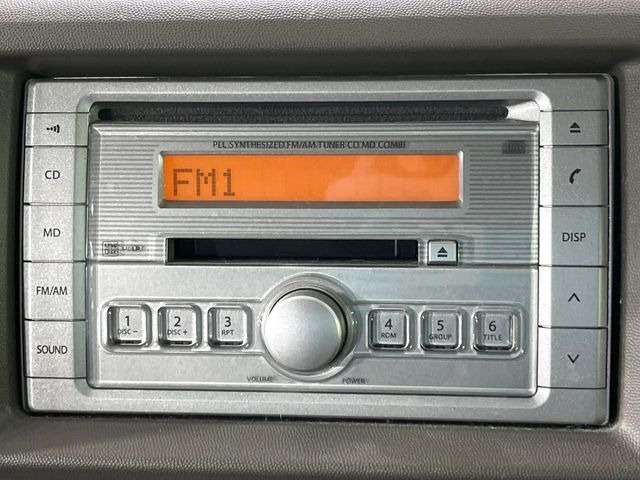 PLL SYNTHESIZED FM/AM TUNER CD.MD COMBI
FM1
CD
MD
FM/AM
SOUND
DISP
1
DISC −
2
DISC +
3
RPT
4
RDM
5
GROUP
6
TITLE
VOLUME
POWER